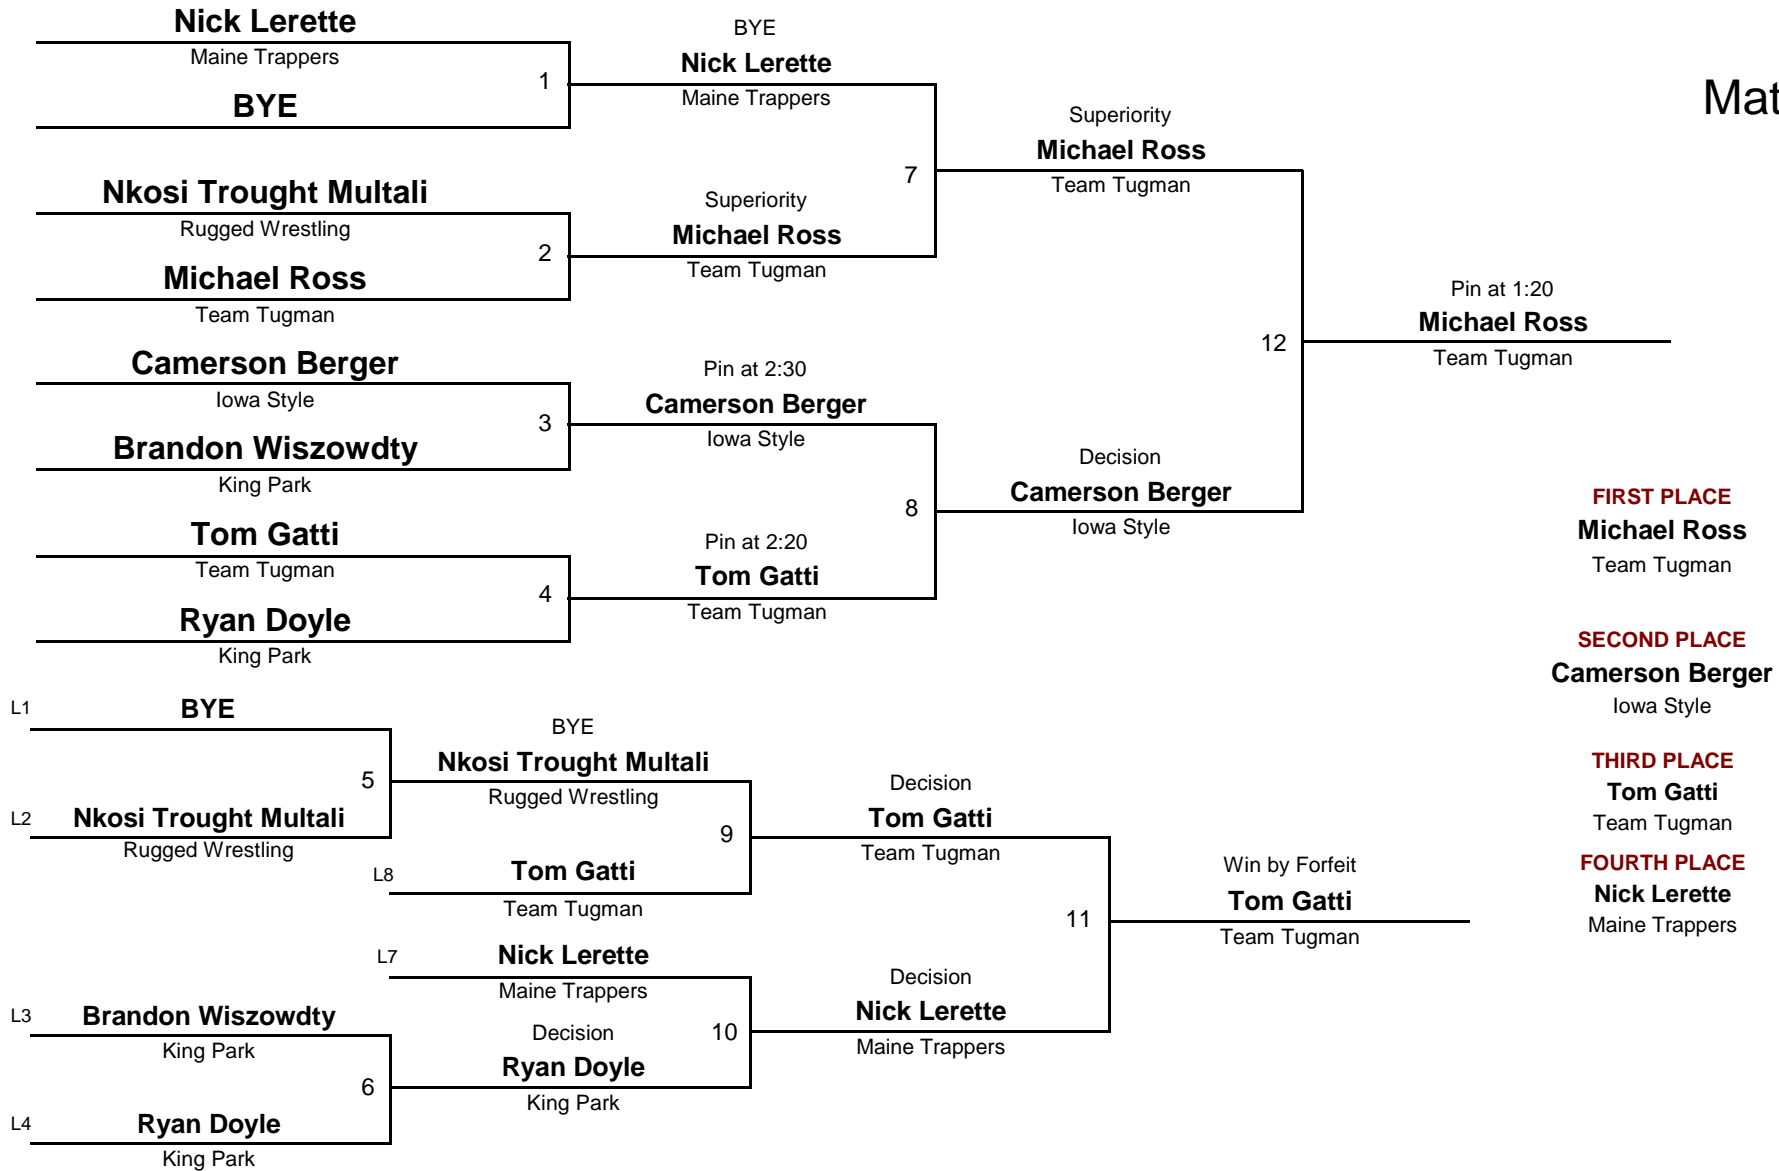 Nick Lerette
Maine Trappers
1
BYE
BYE
Nick Lerette
Maine Trappers
Mat
Nkosi Trought Multali
Rugged Wrestling
2
Michael Ross
Team Tugman
Superiority
Michael Ross
Team Tugman
7
Superiority
Michael Ross
Team Tugman
Camerson Berger
Iowa Style
3
Brandon Wiszowdty
King Park
Pin at 2:30
Camerson Berger
Iowa Style
Tom Gatti
Team Tugman
4
Ryan Doyle
King Park
Pin at 2:20
Tom Gatti
Team Tugman
8
Decision
Camerson Berger
Iowa Style
12
Pin at 1:20
Michael Ross
Team Tugman
FIRST PLACE
Michael Ross
Team Tugman
SECOND PLACE
Camerson Berger
Iowa Style
THIRD PLACE
Tom Gatti
Team Tugman
FOURTH PLACE
Nick Lerette
Maine Trappers
L1
BYE
5
L2
Nkosi Trought Multali
Rugged Wrestling
BYE
Nkosi Trought Multali
Rugged Wrestling
9
L8
Tom Gatti
Team Tugman
Decision
Tom Gatti
Team Tugman
L7
Nick Lerette
Maine Trappers
L3
Brandon Wiszowdty
King Park
6
L4
Ryan Doyle
King Park
Decision
Ryan Doyle
King Park
10
Decision
Nick Lerette
Maine Trappers
11
Win by Forfeit
Tom Gatti
Team Tugman